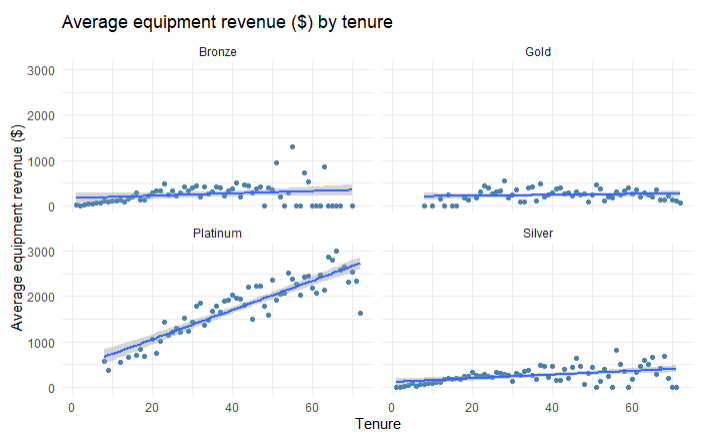 Average equipment revenue ($) by tenure
Bronze
Gold
3000
2000
1000
0
Platinum
Silver
3000
2000
1000
0
0
20
40
60
0
20
40
60
Tenure
Average equipment revenue ($)